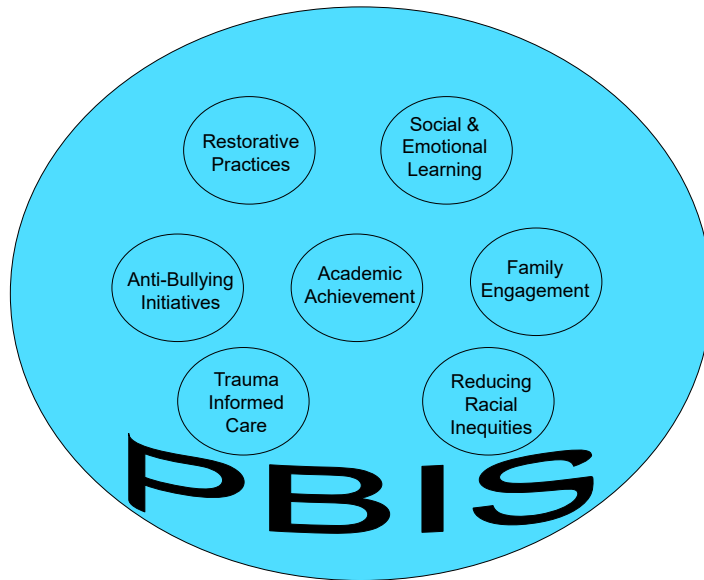 Restorative
Practices
Social &
Emotional
Learning
Anti-Bullying
Initiatives
Academic
Achievement
Family
Engagement
Trauma
Informed
Care
Reducing
Racial
Inequities
PBIS